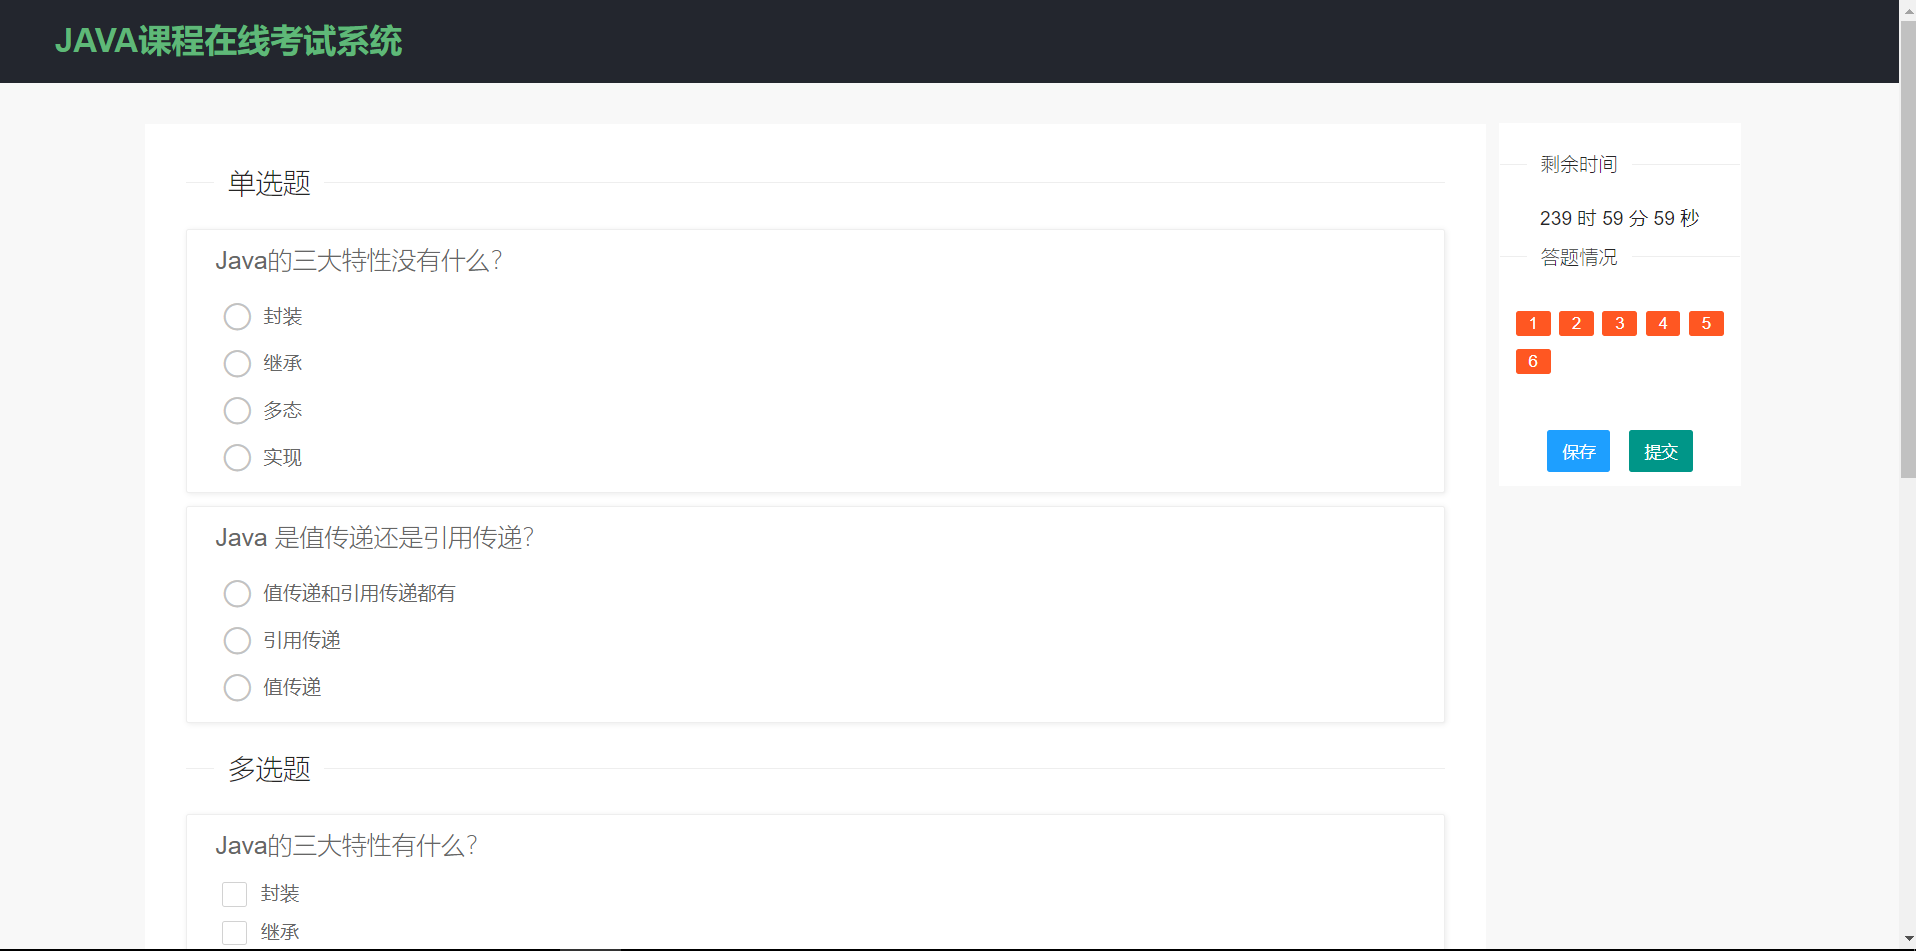 JAVA课程在线考试系统
单选题
Java的三大特性没有什么?
封装
继承
多态
实现
Java 是值传递还是引用传递?
值传递和引用传递都有
引用传递
值传递
多选题
Java的三大特性有什么?
封装
继承
剩余时间
239 时 59 分 59 秒
答题情况
1 2 3 4 5
6
保存 提交